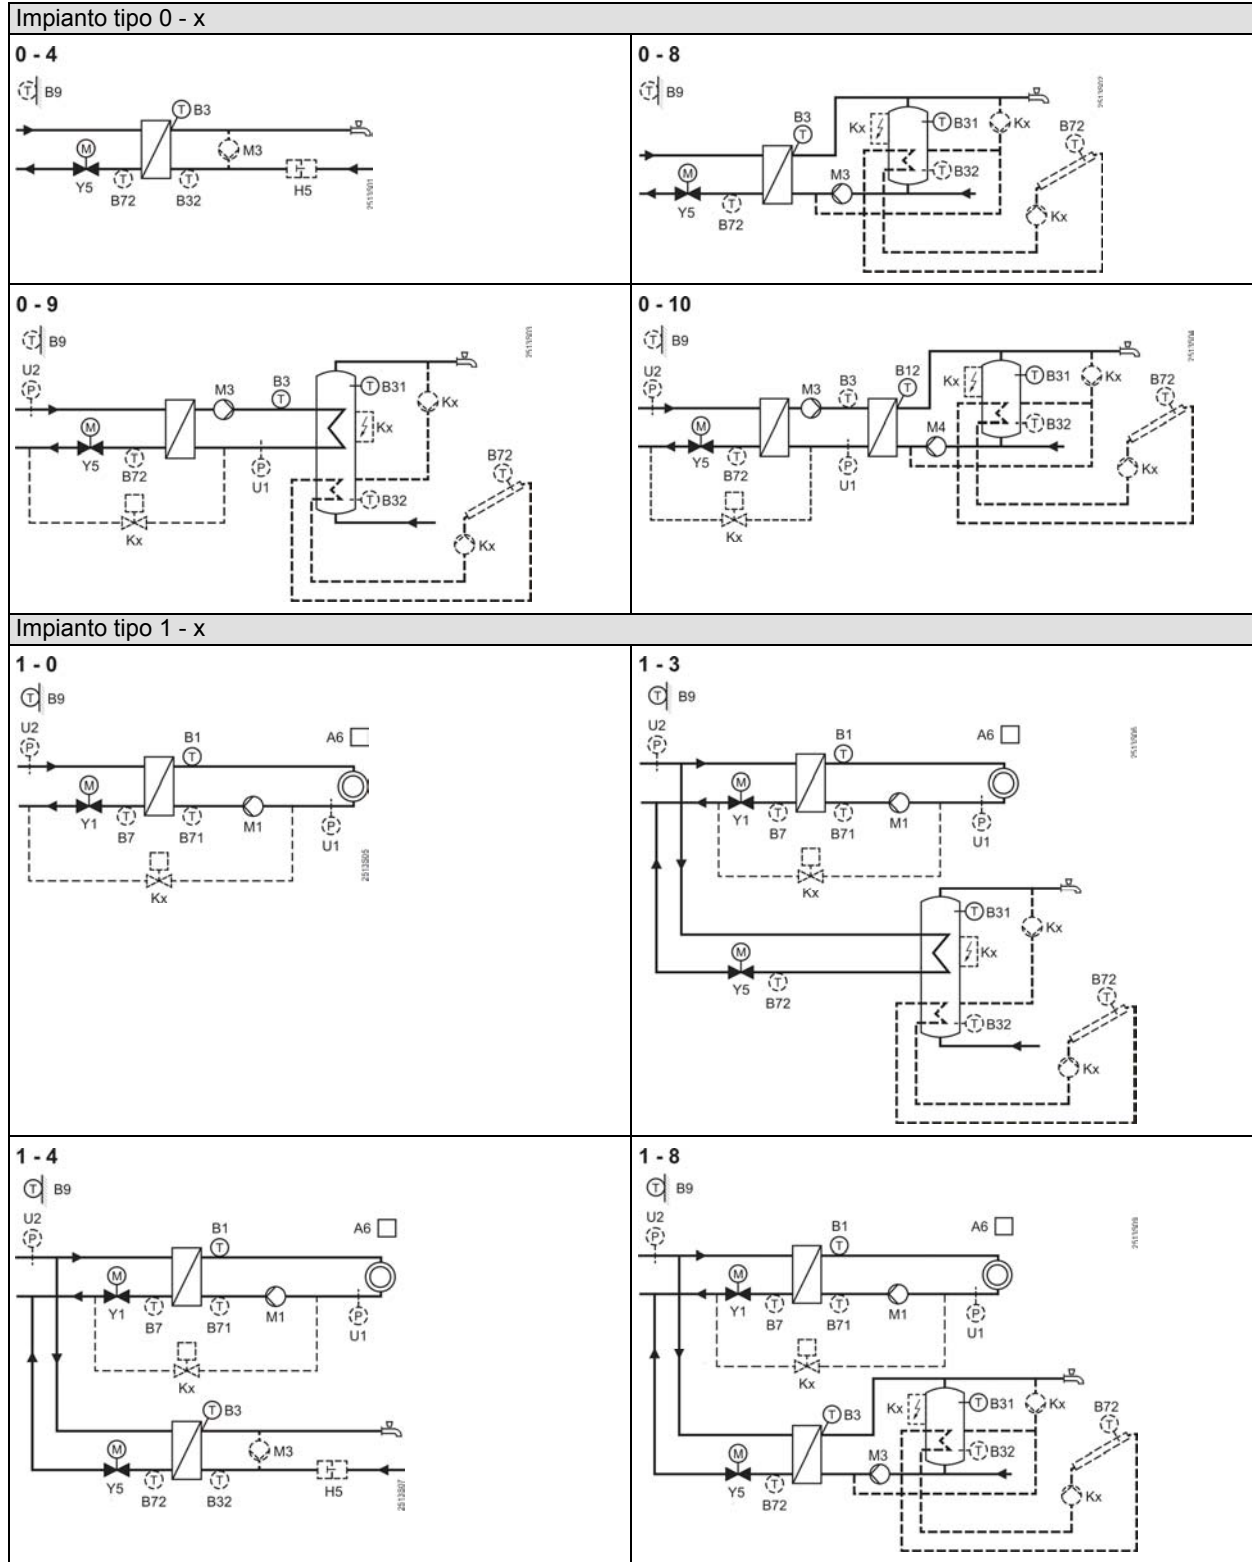 Impianto tipo 0 - x
0 - 4
T B9
T B3
M
Y5
T
B72
T
B32
M3
H5
2513S01
0 - 8
T B9
B3
T
Kx
T B31
Kx
B72
T
T B32
M
Y5
T
B72
M3
Kx
2513S02
0 - 9
T B9
U2
P
M3
B3
T
T B31
Kx
Kx
M
Y5
T
B72
P
U1
B72
T
T B32
Kx
Kx
2513S03
0 - 10
T B9
U2
P
M3
B3
T
B12
T
Kx
T B31
Kx
B72
T
M
Y5
T
B72
P
U1
M4
T B32
Kx
Kx
2513S04
Impianto tipo 1 - x
1 - 0
T B9
U2
P
B1
T
A6
M
Y1
T
B7
T
B71
M1
P
U1
Kx
2513S05
1 - 3
T B9
U2
P
B1
T
A6
M
Y1
T
B7
T
B71
M1
P
U1
Kx
T B31
Kx
Kx
M
Y5
T
B72
B72
T
T B32
Kx
2513S06
1 - 4
T B9
U2
P
B1
T
A6
M
Y1
T
B7
T
B71
M1
P
U1
Kx
T B3
M
Y5
T
B72
T
B32
M3
H5
2513S07
1 - 8
T B9
U2
P
B1
T
A6
M
Y1
T
B7
T
B71
M1
P
U1
Kx
T B3
Kx
T B31
Kx
B72
T
M
Y5
T
B72
M3
T B32
Kx